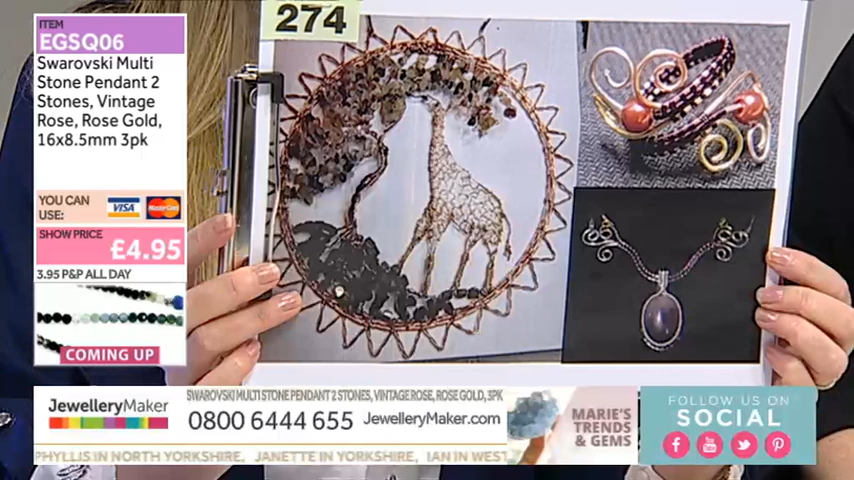 ITEM
EGSQ06
Swarovski Multi
Stone Pendant 2
Stones, Vintage
Rose, Rose Gold,
16x8.5mm 3pk
YOU CAN
USE:
VISA
MasterCard
SHOW PRICE
£4.95
3.95 P&P ALL DAY
COMING UP
274
JewelleryMaker
SWAROVSKI MULTI STONE PENDANT 2 STONES, VINTAGE ROSE, ROSE GOLD, 3PK
0800 6444 655
JewelleryMaker.com
MARIE'S
TRENDS
& GEMS
FOLLOW US ON
SOCIAL
PHYLLIS IN NORTH YORKSHIRE, JANETTE IN YORKSHIRE, IAN IN WEST